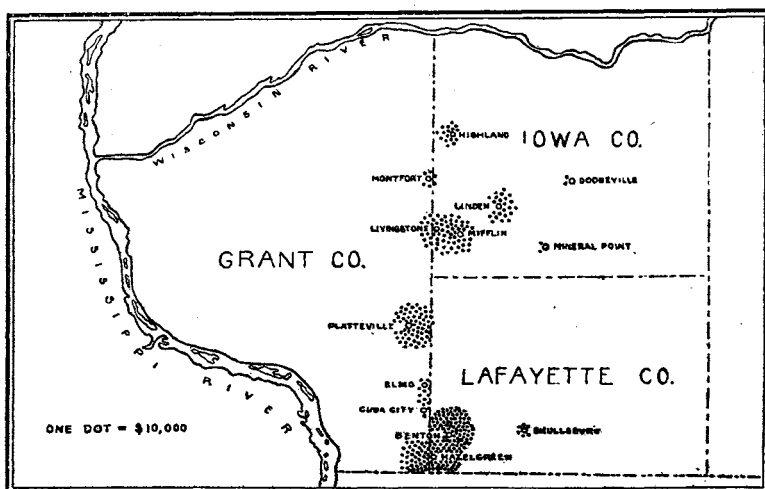 WISCONSIN RIVER
HIGHLAND
IOWA CO.
MONTFORT
DODGEVILLE
LINDEN
MISSISSIPPI RIVER
LIVINGSTONE
MIFFLIN
MINERAL POINT
GRANT CO.
PLATTEVILLE
ELMO
LAFAYETTE CO.
CUBA CITY
ONE DOT = $10,000
BENTON
SHULLSBURG
HAZELGREEN